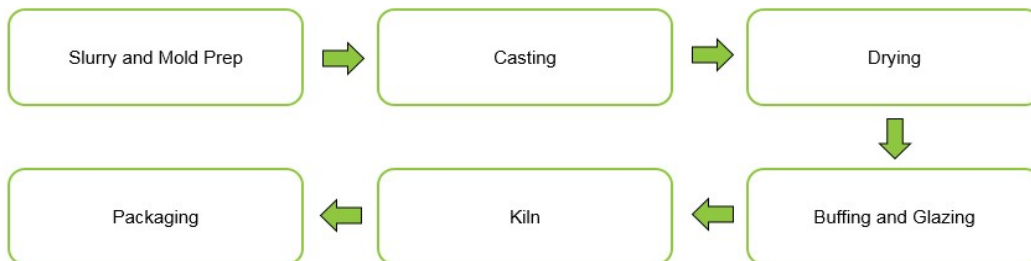 Slurry and Mold Prep
Casting
Drying
Buffing and Glazing
Kiln
Packaging